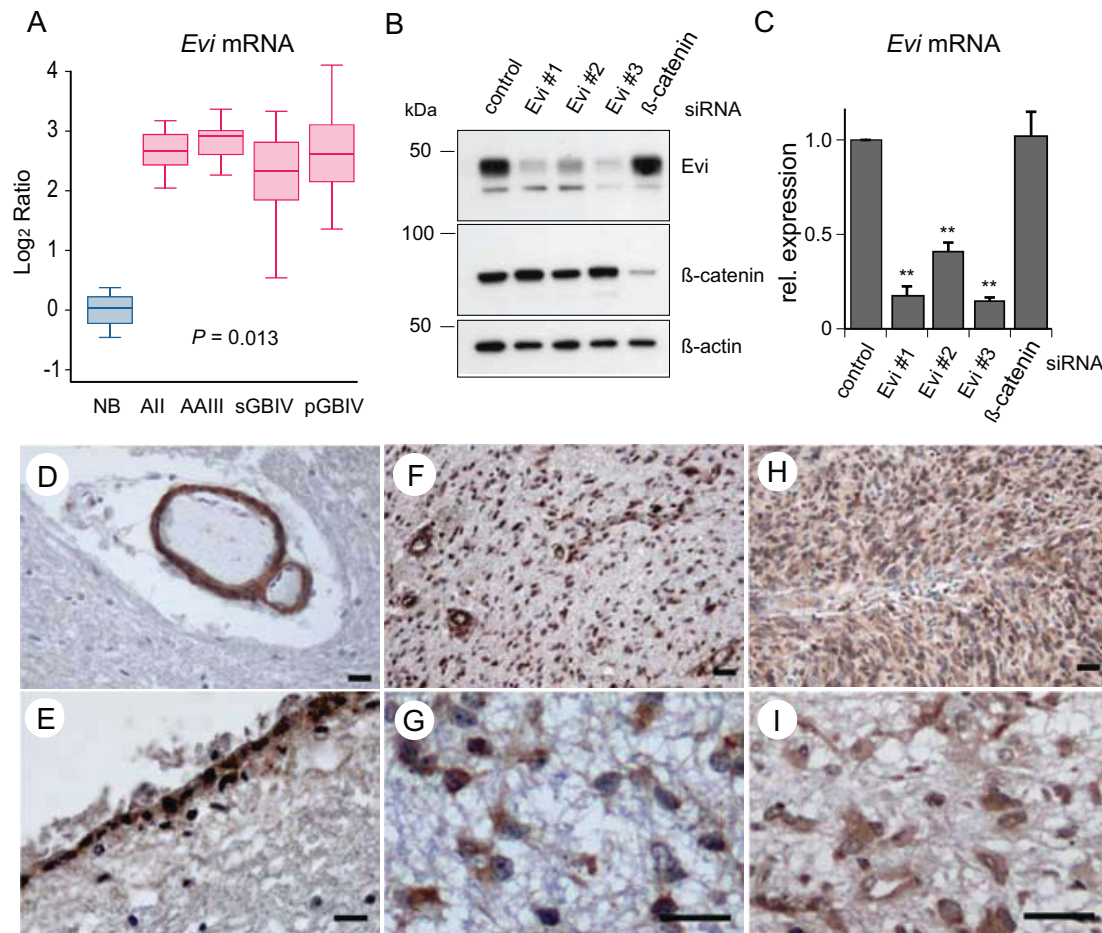 A
Evi mRNA
Log2 Ratio
4
3
2
1
0
-1
P = 0.013
NB AII AAIII sGBIV pGBIV
B
kDa
control Evi #1 Evi #2 Evi #3 ß-catenin siRNA
50
Evi
100
ß-catenin
50
ß-actin
C
Evi mRNA
rel. expression
1.0
0.5
0
** ** **
control Evi #1 Evi #2 Evi #3 ß-catenin siRNA
D F H
E G I